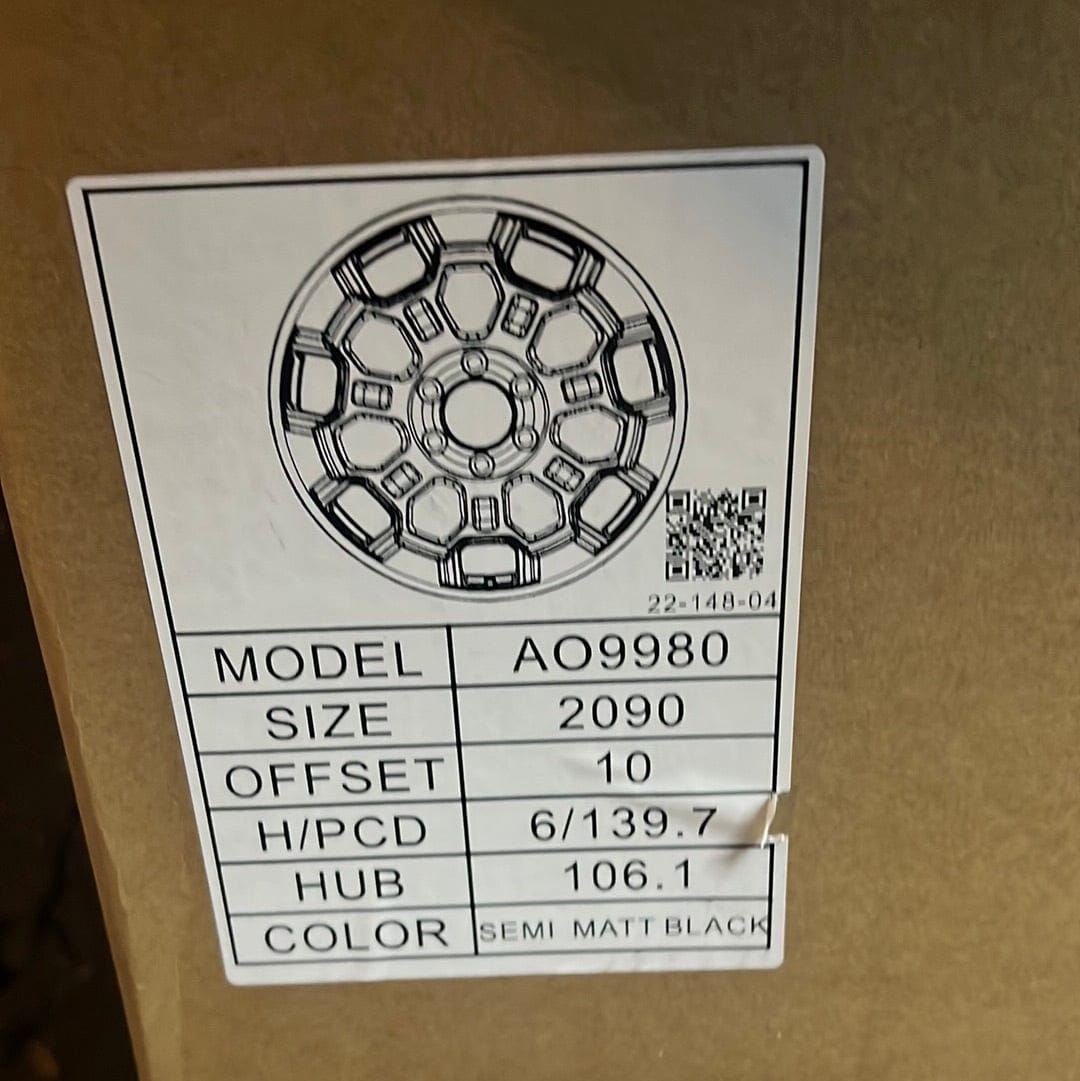 22-148-04
MODEL AO9980
SIZE 2090
OFFSET 10
H/PCD 6/139.7
HUB 106.1
COLOR SEMI MATT BLACK